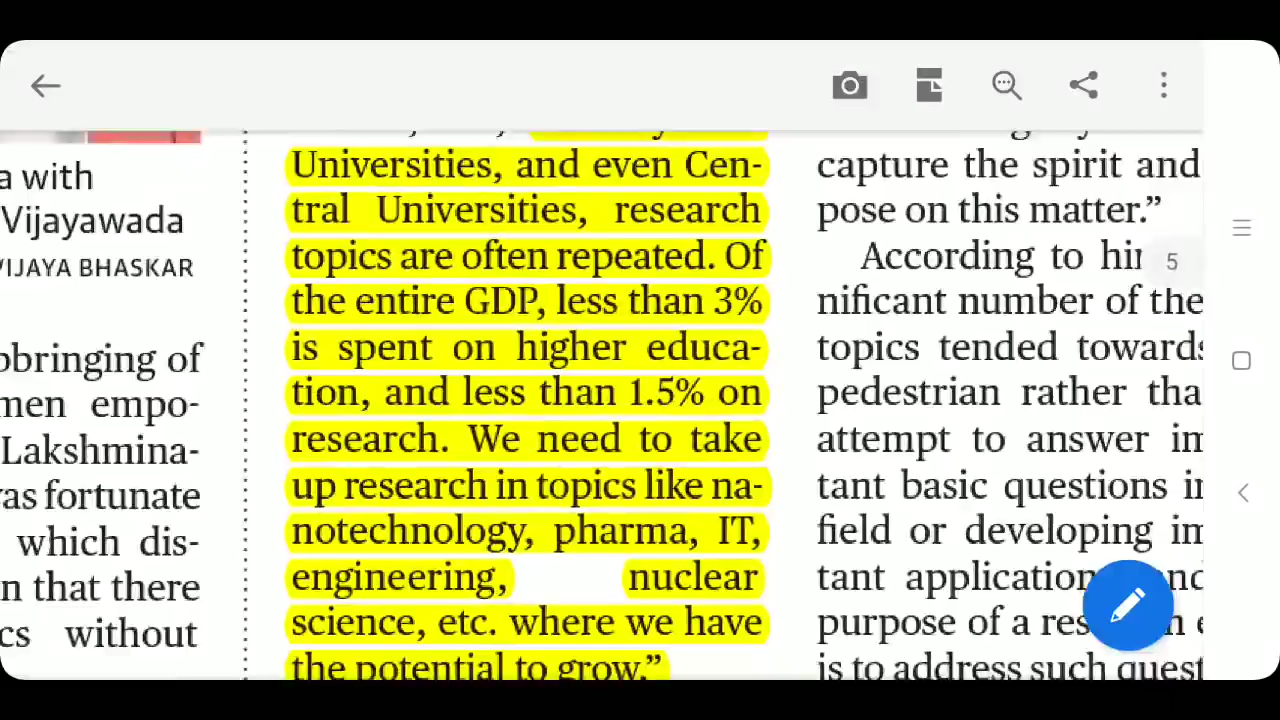 a with
Vijayawada
VIJAYA BHASKAR
bringing of
men empo-
Lakshmina-
as fortunate
which dis-
n that there
cs without
Universities, and even Cen-
tral Universities, research
topics are often repeated. Of
the entire GDP, less than 3%
is spent on higher educa-
tion, and less than 1.5% on
research. We need to take
up research in topics like na-
notechnology, pharma, IT,
engineering, nuclear
science, etc. where we have
the potential to grow.”
capture the spirit and
pose on this matter.”
According to hi
nificant number of the
topics tended towards
pedestrian rather tha
attempt to answer im
tant basic questions in
field or developing im
tant application
purpose of a res
is to address such quest
5